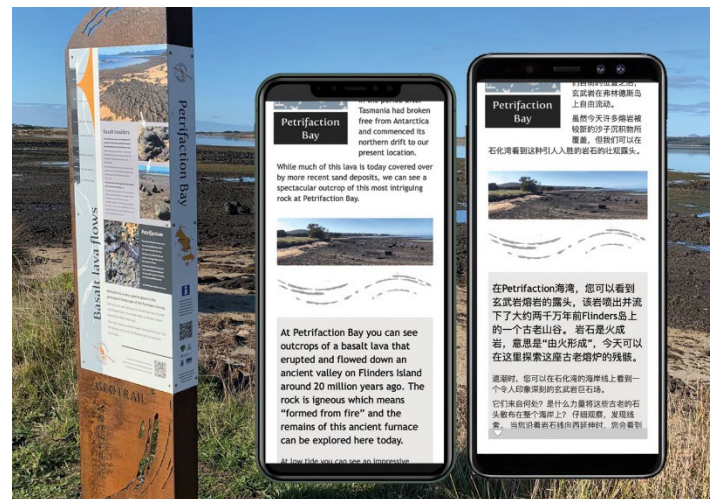 Petrifaction Bay
Basalt boulders
Petrifaction
Basalt lava flows
GEOTRAIL
in the period after
Tasmania had broken
free from Antarctica
and commenced its
northern drift to our
present location.
Petrifaction
Bay
While much of this lava is today covered over
by more recent sand deposits, we can see a
spectacular outcrop of this most intriguing
rock at Petrifaction Bay.
At Petrifaction Bay you can see
outcrops of a basalt lava that
erupted and flowed down an
ancient valley on Flinders Island
around 20 million years ago. The
rock is igneous which means
“formed from fire” and the
remains of this ancient furnace
can be explored here today.
At low tide you can see an impressive
们目前的位置之后，
玄武岩在弗林德斯岛
上自由流动。
虽然今天许多熔岩被
较新的沙子沉积物所
覆盖，但我们可以在
Petrifaction
Bay
石化湾看到这种引人入胜的岩石的壮观露头。
在Petrifaction海湾，您可以看到
玄武岩熔岩的露头，该岩喷出并流
下了大约两千万年前Flinders岛上
的一个古老山谷。 岩石是火成
岩，意思是“由火形成”，今天可以
在这里探索这座古老熔炉的残骸。
退潮时，您可以在石化湾的海岸线上看到一
个令人印象深刻的玄武岩巨石场。
它们来自何处？是什么力量将这些古老的石
头散布在整个海岸上？ 仔细观察，发现线
索。 当您沿着岩石线向西延伸时，您会看到